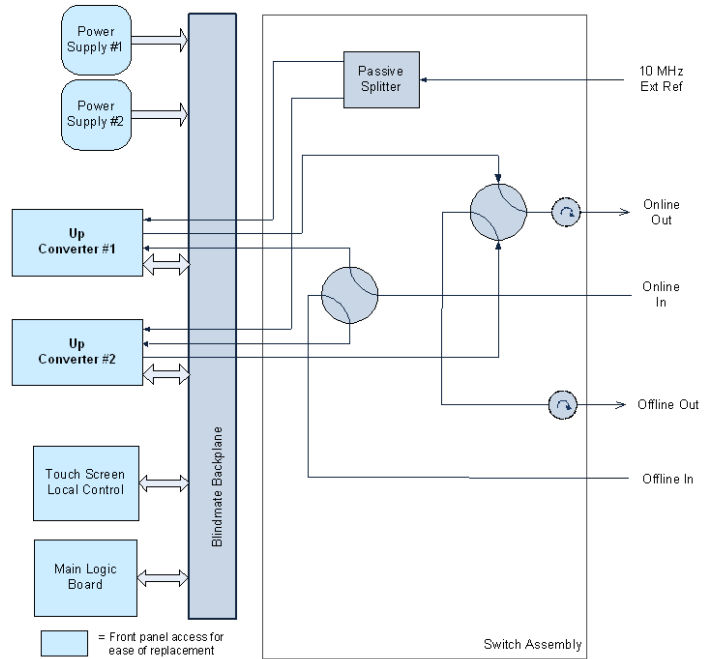 Power
Supply #1
Power
Supply #2
Passive
Splitter
10 MHz
Ext Ref
Up
Converter #1
Online
Out
Online
In
Up
Converter #2
Offline Out
Touch Screen
Local Control
Offline In
Blindmate Backplane
Main Logic
Board
= Front panel access for
ease of replacement
Switch Assembly